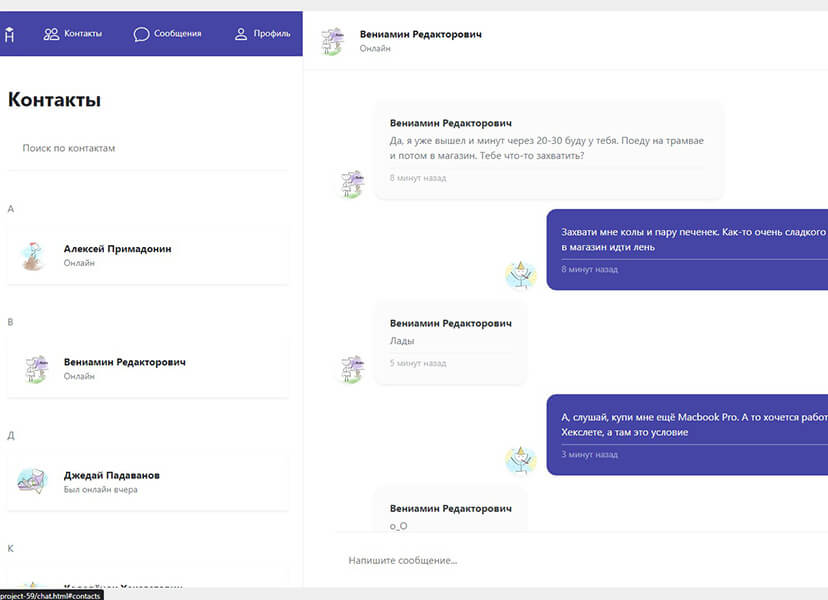 Контакты
Сообщения
Профиль
Контакты
Поиск по контактам
А
Алексей Примадонин
Онлайн
В
Вениамин Редакторович
Онлайн
Д
Джедай Падаванов
Был онлайн вчера
К
project-59/chat.html#contacts
Вениамин Редакторович
Онлайн
Вениамин Редакторович
Да, я уже вышел и минут через 20-30 буду у тебя. Поеду на трамвае
и потом в магазин. Тебе что-то захватить?
8 минут назад
Захвати мне колы и пару печенек. Как-то очень сладкого
в магазин идти лень
8 минут назад
Вениамин Редакторович
Лады
5 минут назад
А, слушай, купи мне ещё Macbook Pro. А то хочется работ
Хекслете, а там это условие
3 минут назад
Вениамин Редакторович
о_О
Напишите сообщение...